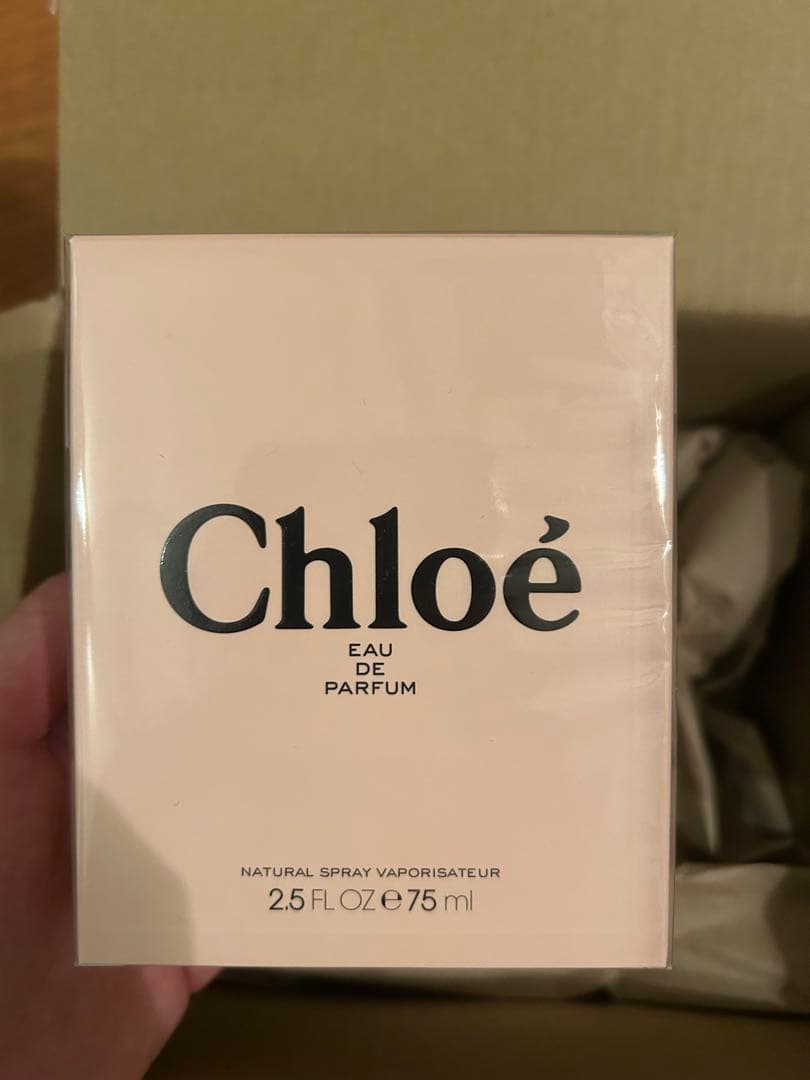 Chloé
EAU
DE
PARFUM
NATURAL SPRAY VAPORISATEUR
2.5 FL OZ ℮ 75 ml